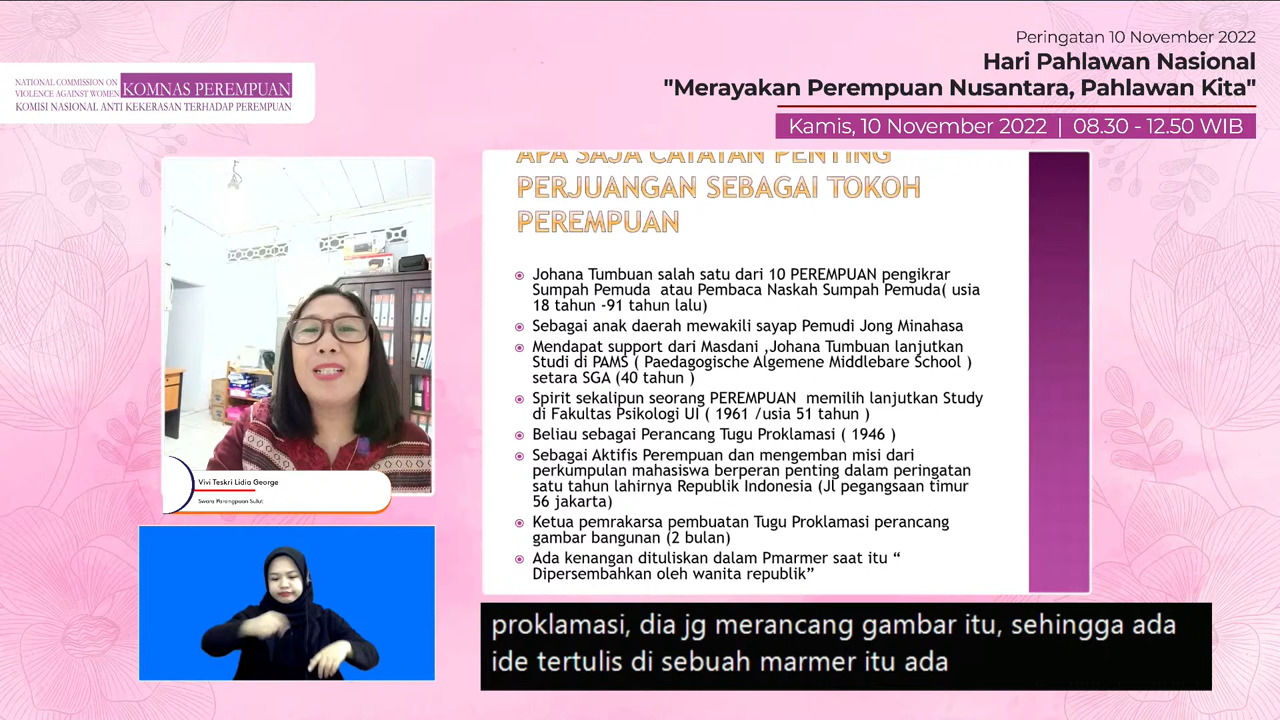 Peringatan 10 November 2022
Hari Pahlawan Nasional
"Merayakan Perempuan Nusantara, Pahlawan Kita"
Kamis, 10 November 2022 | 08.30 - 12.50 WIB
NATIONAL COMMISSION ON
VIOLENCE AGAINST WOMEN
KOMNAS PEREMPUAN
KOMISI NASIONAL ANTI KEKERASAN TERHADAP PEREMPUAN
APA SAJA CATATAN PENTING
PERJUANGAN SEBAGAI TOKOH
PEREMPUAN
Johana Tumbuan salah satu dari 10 PEREMPUAN pengikrar
Sumpah Pemuda atau Pembaca Naskah Sumpah Pemuda( usia
18 tahun -91 tahun lalu)
Sebagai anak daerah mewakili sayap Pemudi Jong Minahasa
Mendapat support dari Masdani ,Johana Tumbuan lanjutkan
Studi di PAMS ( Paedagogische Algemene Middlebare School )
setara SGA (40 tahun )
Spirit sekalipun seorang PEREMPUAN memilih lanjutkan Study
di Fakultas Psikologi UI ( 1961 /usia 51 tahun )
Beliau sebagai Perancang Tugu Proklamasi ( 1946 )
Sebagai Aktifis Perempuan dan mengemban misi dari
perkumpulan mahasiswa berperan penting dalam peringatan
satu tahun lahirnya Republik Indonesia (Jl pegangsaan timur
56 jakarta)
Ketua pemrakarsa pembuatan Tugu Proklamasi perancang
gambar bangunan (2 bulan)
Ada kenangan dituliskan dalam Pmarmer saat itu “
Dipersembahkan oleh wanita republik”
Vivi Teskri Lidia George
Swara Parangpuan Sulut
proklamasi, dia jg merancang gambar itu, sehingga ada
ide tertulis di sebuah marmer itu ada